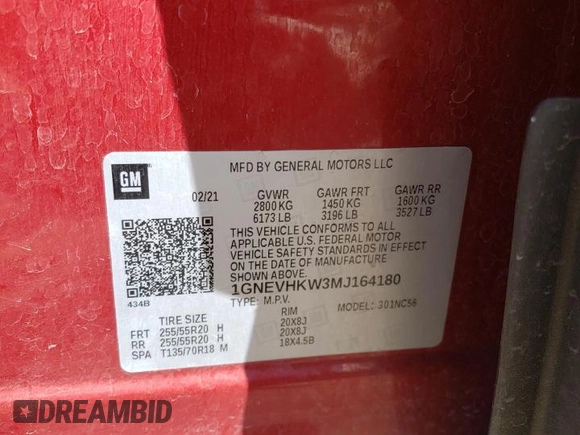 GM
MFD BY GENERAL MOTORS LLC
02/21 GVWR GAWR FRT GAWR RR
2800 KG 1450 KG 1600 KG
6173 LB 3196 LB 3527 LB
THIS VEHICLE CONFORMS TO ALL
APPLICABLE U.S. FEDERAL MOTOR
VEHICLE SAFETY STANDARDS IN EFFECT
ON THE DATE OF MANUFACTURE
SHOWN ABOVE.
434B
1GNEVHKW3MJ164180
TYPE: M.P.V. MODEL: 301NC56
TIRE SIZE RIM
FRT 255/55R20 H 20X8J
RR 255/55R20 H 20X8J
SPA T135/70R18 M 18X4.5B
DREAMBID